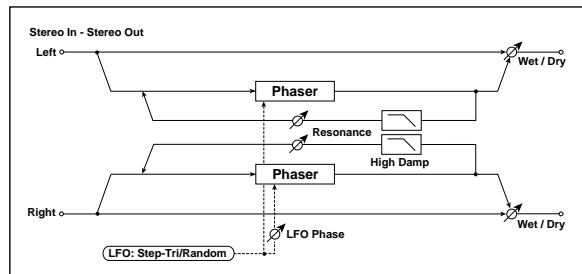 Stereo In - Stereo Out
Left
Wet / Dry
Phaser
Resonance
High Damp
Phaser
Right
Wet / Dry
LFO Phase
LFO: Step-Tri/Random